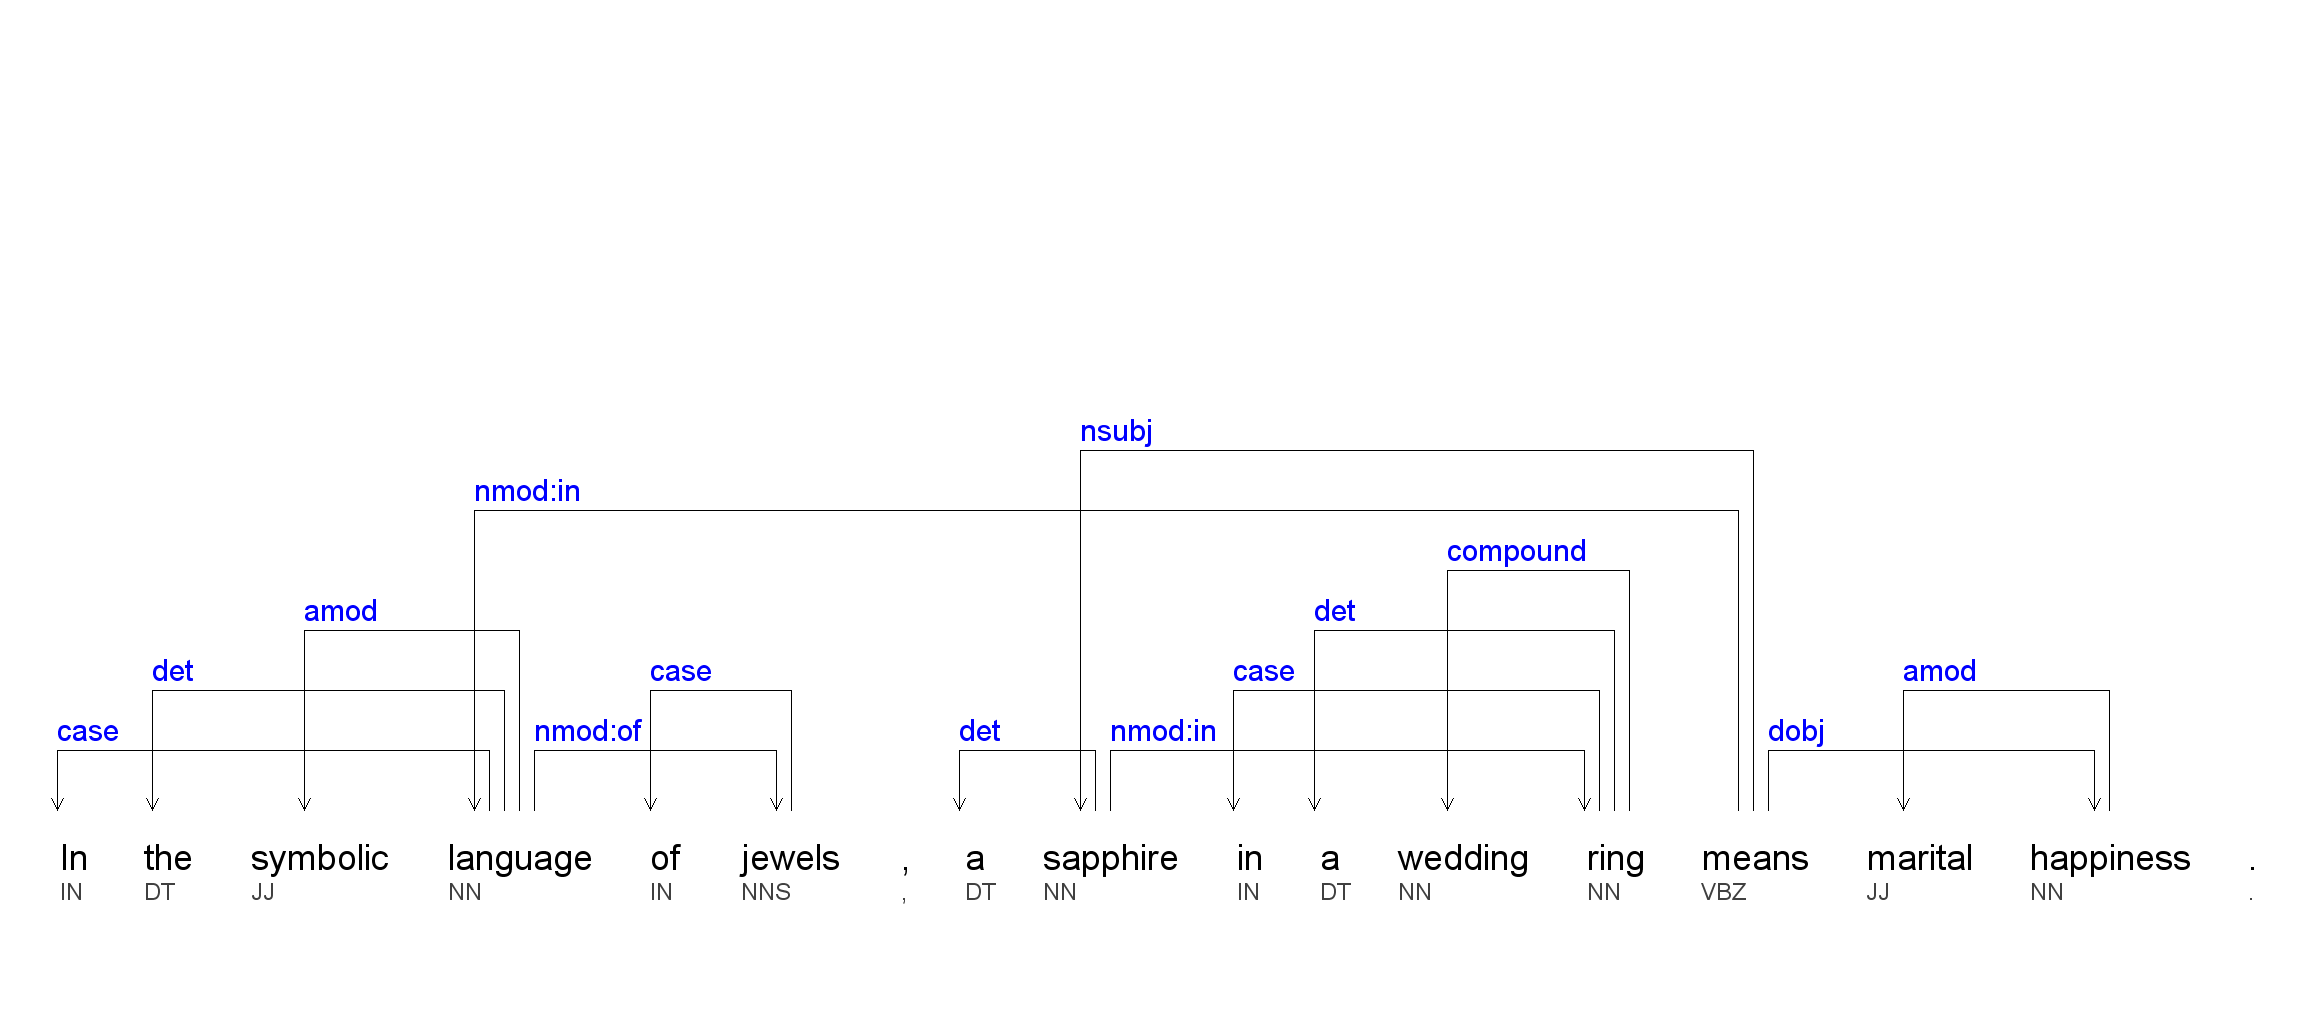 nsubj
nmod:in
compound
amod det
det case case amod
case nmod:of det nmod:in dobj
In the symbolic language of jewels , a sapphire in a wedding ring means marital happiness .
IN DT JJ NN IN NNS , DT NN IN DT NN NN VBZ JJ NN .